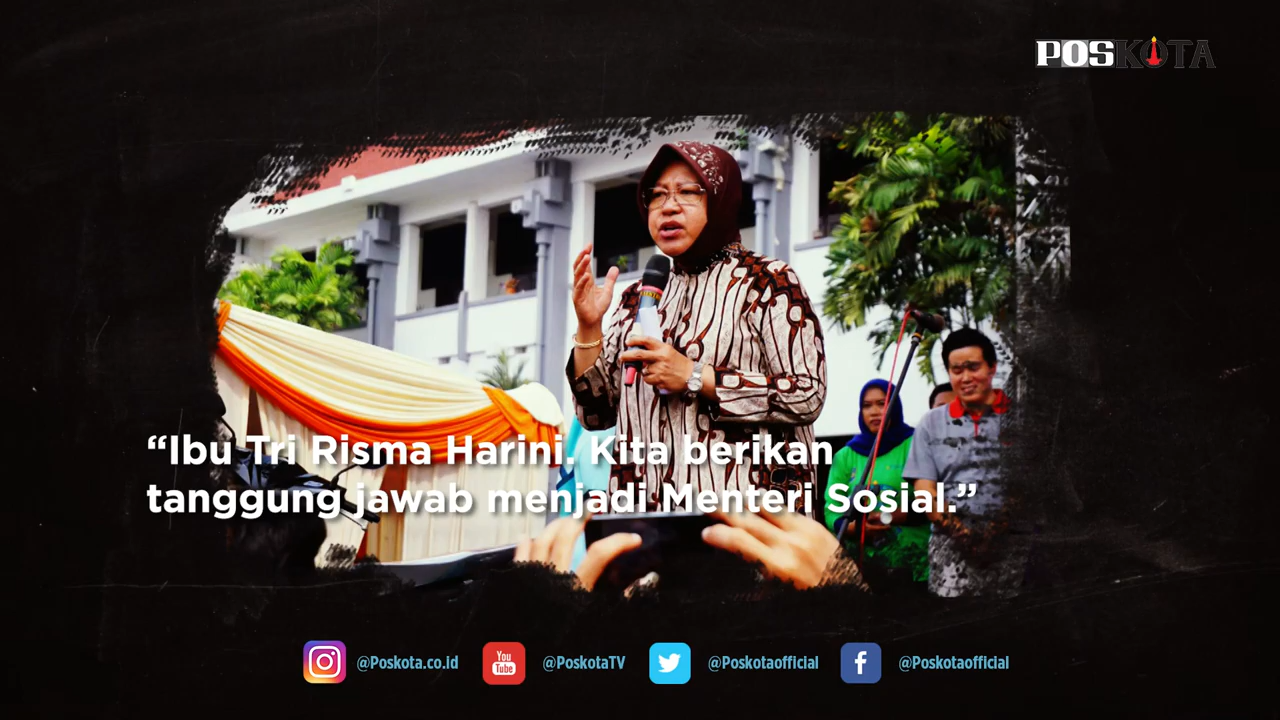 POSKOTA
“Ibu Tri Risma Harini. Kita berikan
tanggung jawab menjadi Menteri Sosial.”
@Poskota.co.id
You
Tube
@PoskotaTV
@Poskotaofficial
f
@Poskotaofficial